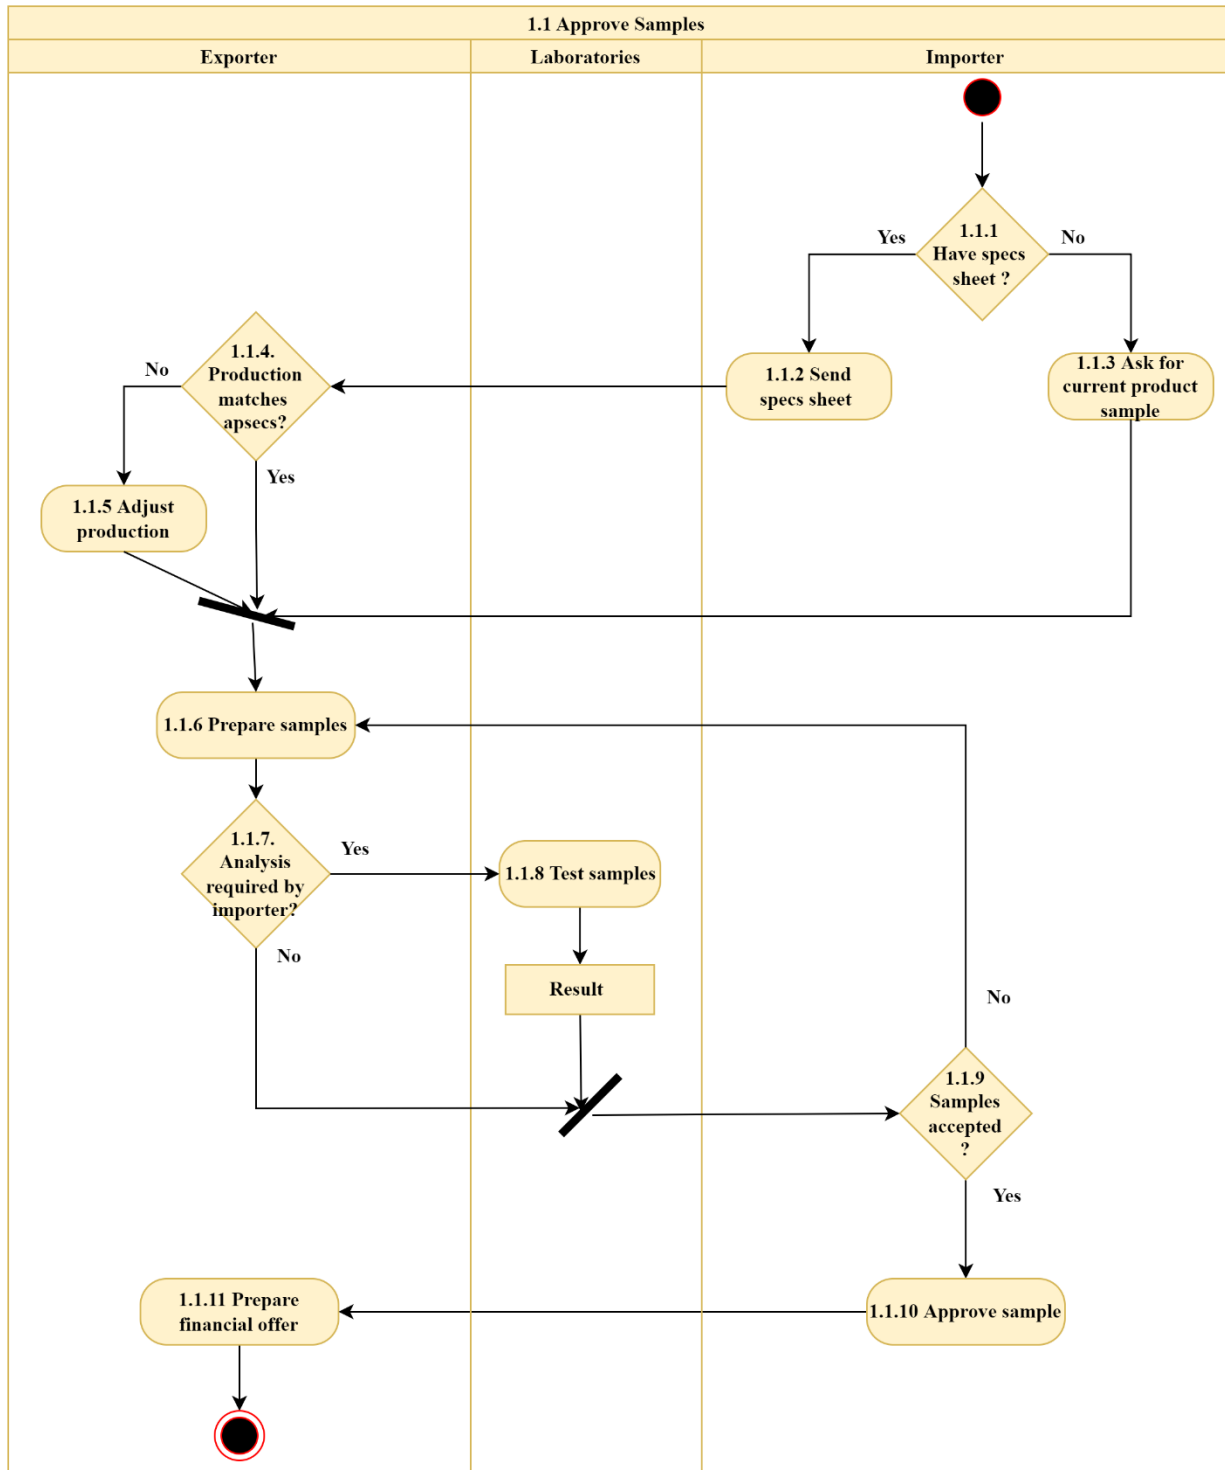 1.1 Approve Samples
Exporter
Laboratories
Importer
1.1.1
Have specs
sheet ?
Yes
No
1.1.2 Send
specs sheet
1.1.3 Ask for
current product
sample
1.1.4.
Production
matches
apsecs?
No
Yes
1.1.5 Adjust
production
1.1.6 Prepare samples
1.1.7.
Analysis
required by
importer?
Yes
No
1.1.8 Test samples
Result
No
1.1.9
Samples
accepted
?
Yes
1.1.10 Approve sample
1.1.11 Prepare
financial offer